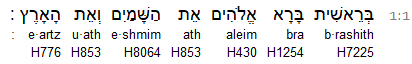 1:1 בְּרֵאשִׁית בָּרָא אֱלֹהִים אֵת הַשָּׁמַיִם וְאֵת הָאָרֶץ :
: e·artz u·ath e·shmim ath aleim bra b·rashith
H776 H853 H8064 H853 H430 H1254 H7225